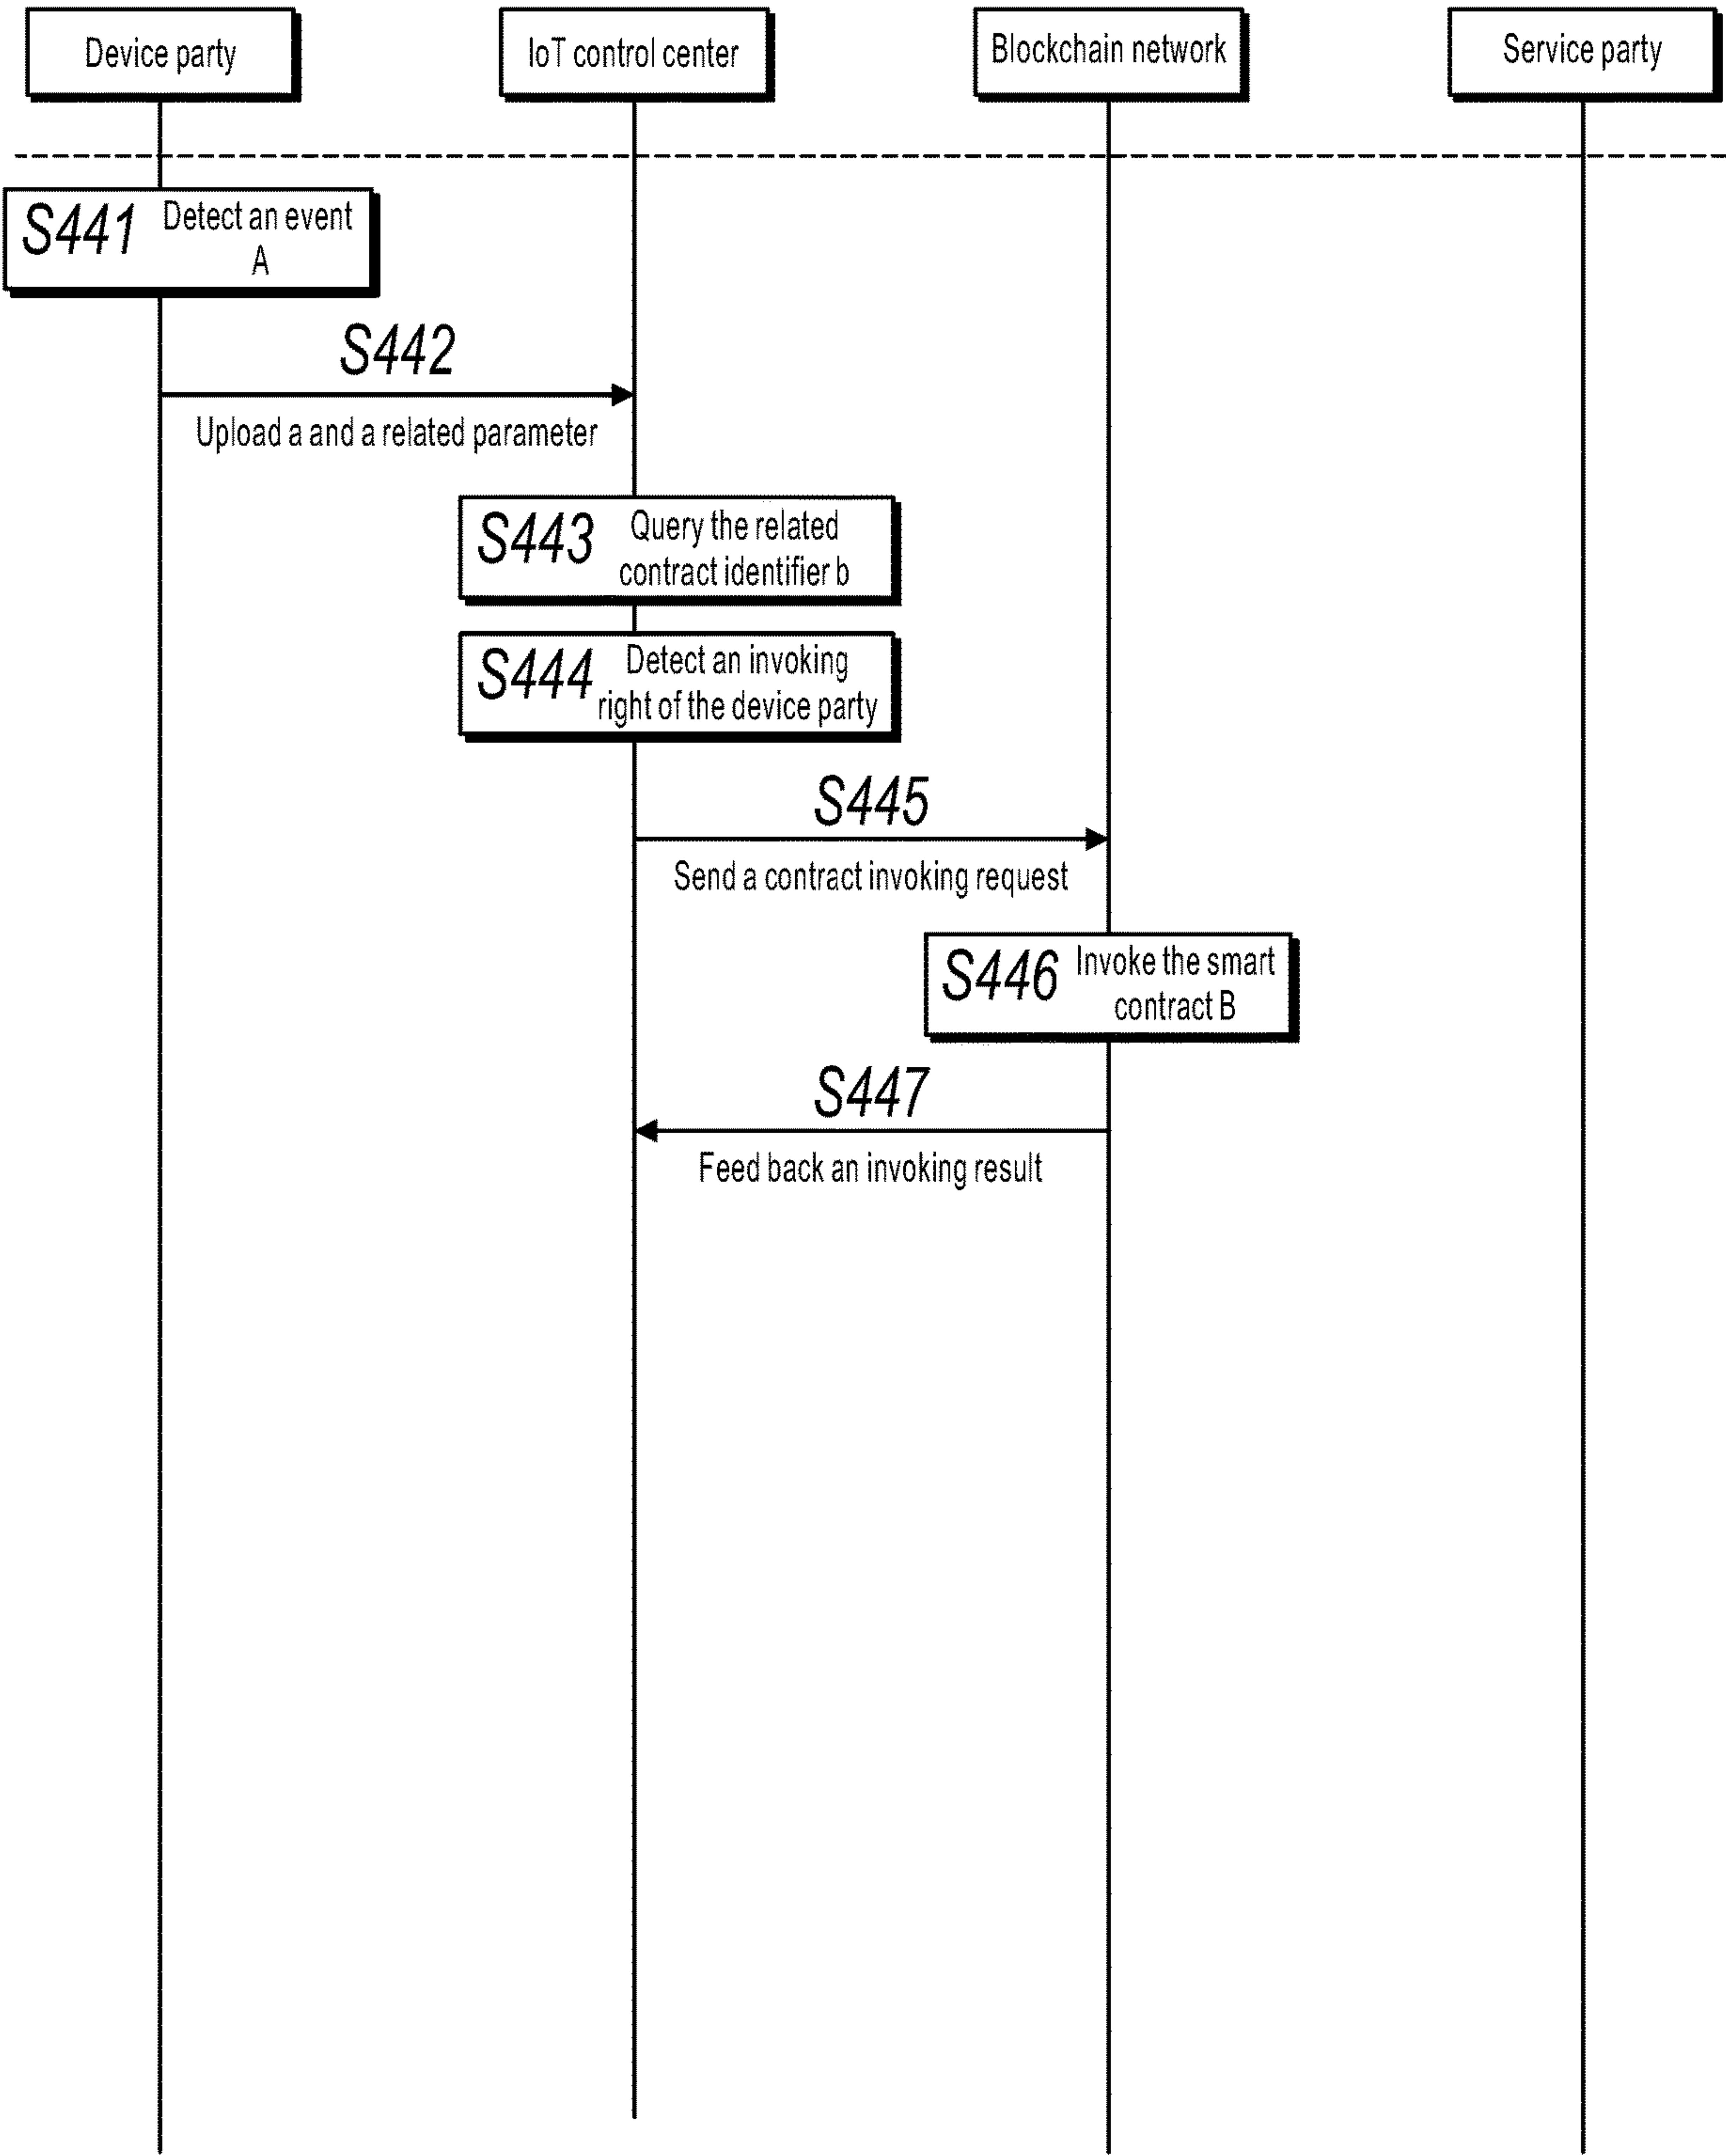 Device party
IoT control center
Blockchain network
Service party
S441
Detect an event
A
S442
Upload a and a related parameter
S443
Query the related
contract identifier b
S444
Detect an invoking
right of the device party
S445
Send a contract invoking request
S446
Invoke the smart
contract B
S447
Feed back an invoking result